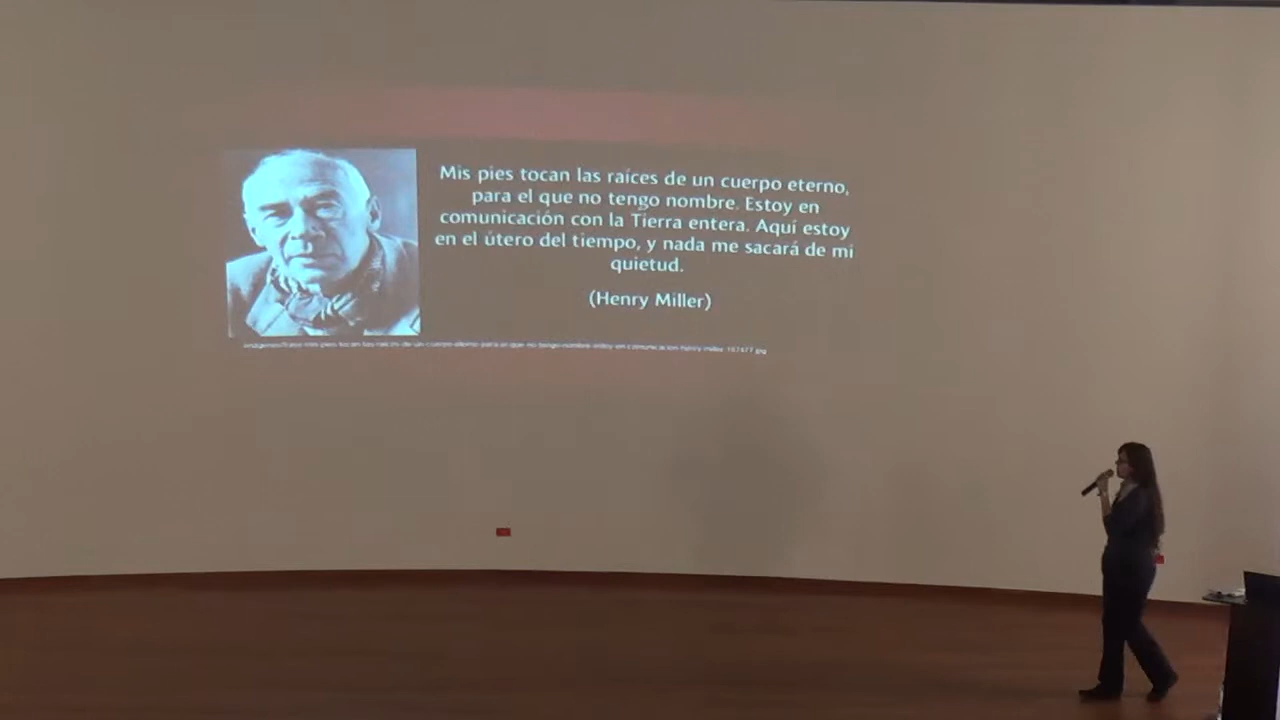 Mis pies tocan las raíces de un cuerpo eterno,
para el que no tengo nombre. Estoy en
comunicación con la Tierra entera. Aquí estoy
en el útero del tiempo, y nada me sacará de mi
quietud.
(Henry Miller)